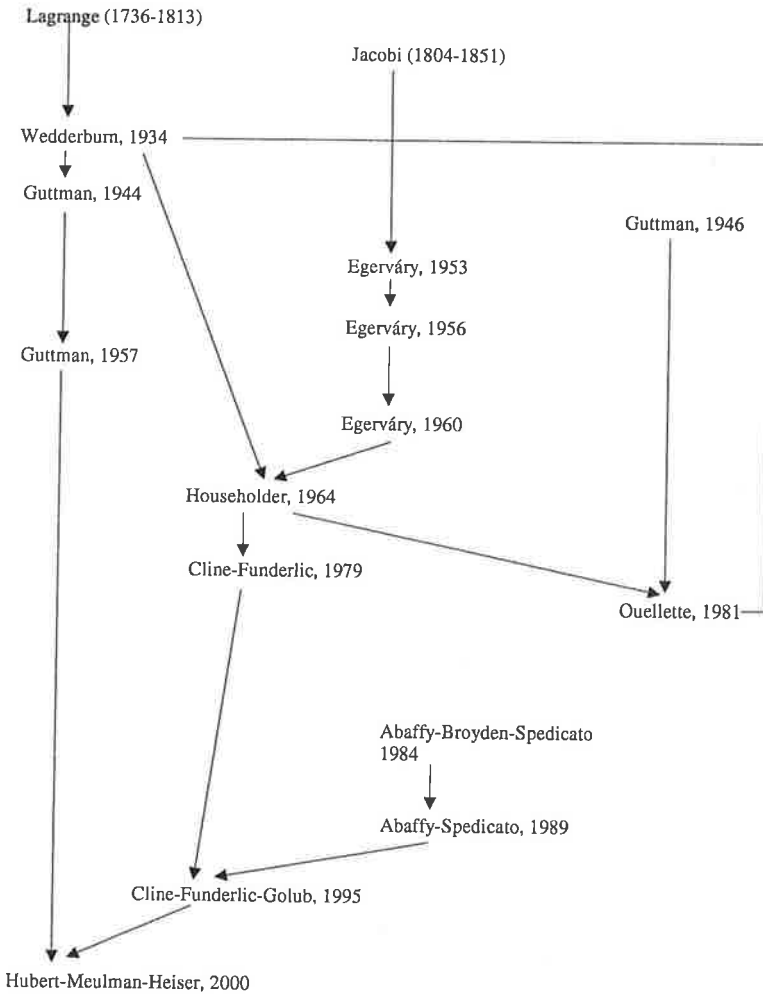 Lagrange (1736-1813)
Jacobi (1804-1851)
Wedderburn, 1934
Guttman, 1944
Guttman, 1946
Egerváry, 1953
Egerváry, 1956
Guttman, 1957
Egerváry, 1960
Householder, 1964
Cline-Funderlic, 1979
Ouellette, 1981
Abaffy-Broyden-Spedicato
1984
Abaffy-Spedicato, 1989
Cline-Funderlic-Golub, 1995
Hubert-Meulman-Heiser, 2000